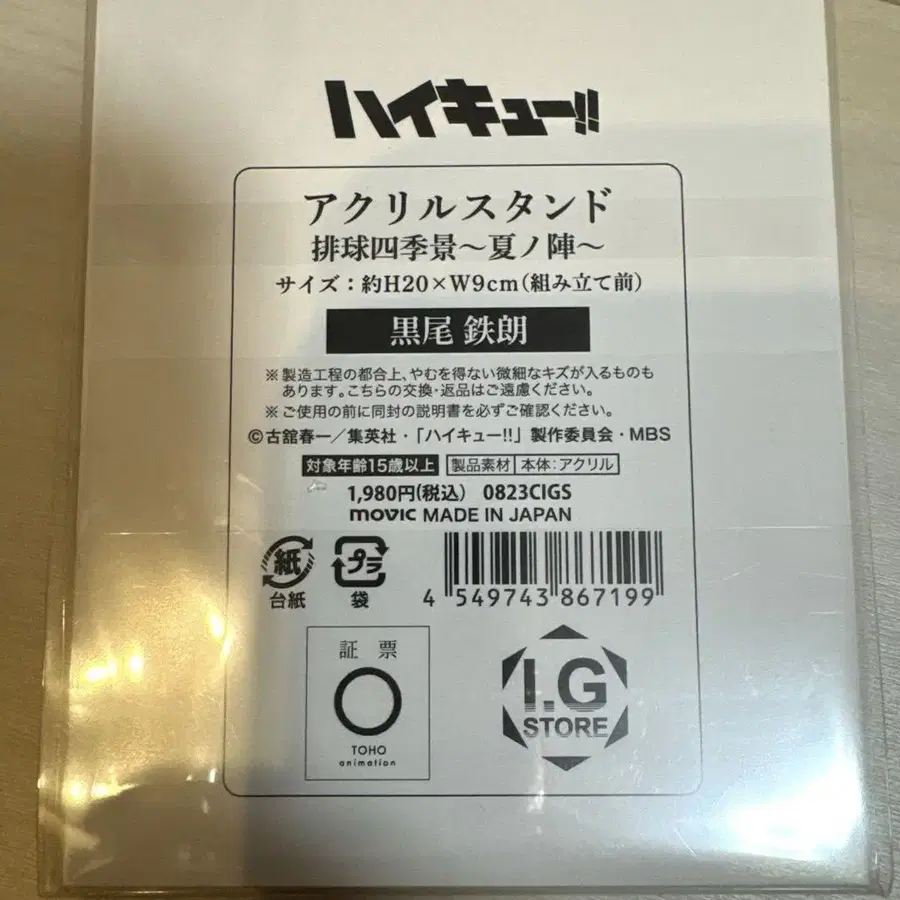 ハイキュー!!
アクリルスタンド
排球四季景〜夏ノ陣〜
サイズ：約H20×W9cm(組み立て前)
黒尾 鉄朗
※製造工程の都合上、やむを得ない微細なキズが入るものも
あります。こちらの交換・返品はご遠慮ください。
※ご使用の前に同封の説明書を必ずご確認ください。
©古舘春一／集英社・「ハイキュー!!」製作委員会・MBS
対象年齢15歳以上 製品素材 本体：アクリル
1,980円(税込) 0823CIGS
movic MADE IN JAPAN
紙 プラ
台紙 袋
4 549743 867199
証 票
TOHO
animation
I.G
STORE